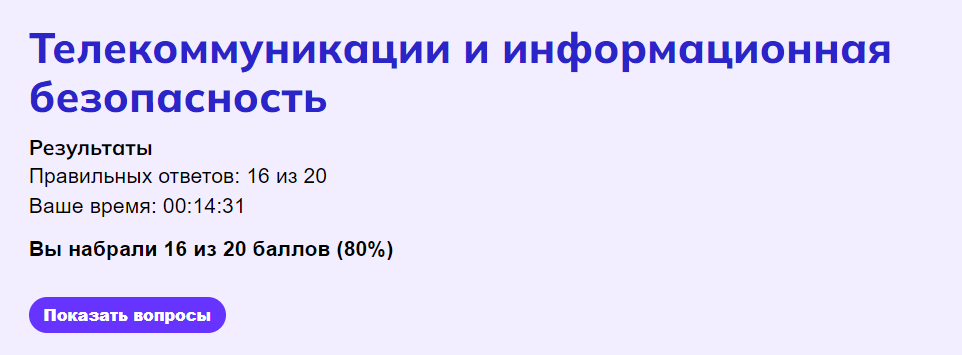 Телекоммуникации и информационная
безопасность
Результаты
Правильных ответов: 16 из 20
Ваше время: 00:14:31
Вы набрали 16 из 20 баллов (80%)
Показать вопросы